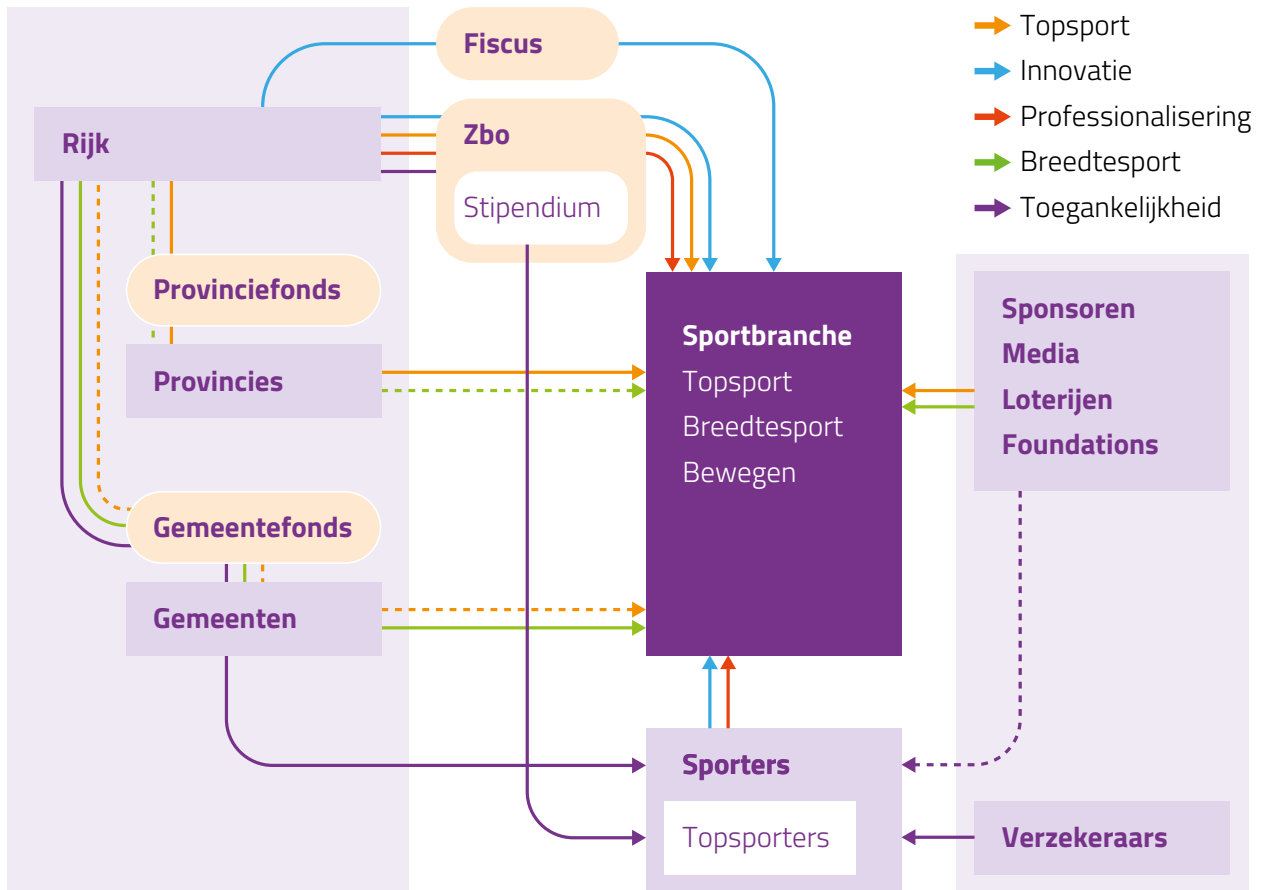 Fiscus
Rijk
Zbo
Stipendium
Provinciefonds
Provincies
Gemeentefonds
Gemeenten
Sportbranche
Topsport
Breedtesport
Bewegen
Sporters
Topsporters
Topsport
Innovatie
Professionalisering
Breedtesport
Toegankelijkheid
Sponsoren
Media
Loterijen
Foundations
Verzekeraars